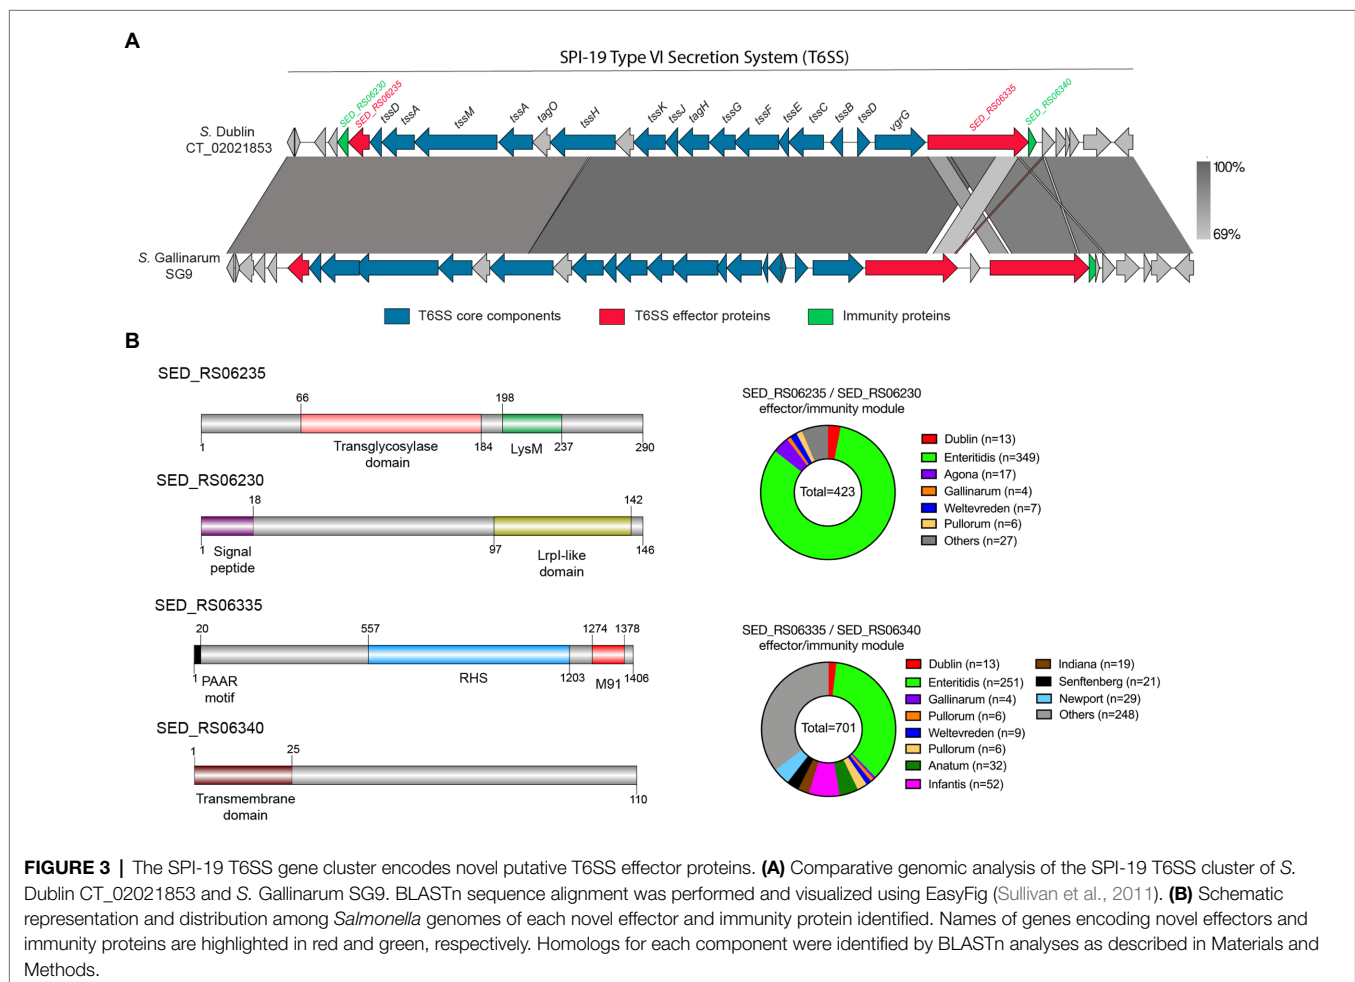 A
SPI-19 Type VI Secretion System (T6SS)
SED_RS06230
SED_RS06235
tssD
tssA
tssM
tssA
tagO
tssH
tssK
tssJ
tagH
tssG
tssF
tssE
tssC
tssB
tssD
vgrG
SED_RS06335
SED_RS06340
S. Dublin
CT_02021853
100%
69%
S. Gallinarum
SG9
T6SS core components
T6SS effector proteins
Immunity proteins
B
SED_RS06235
66
198
1
Transglycosylase
domain
184
LysM
237
290
SED_RS06230
18
142
1
Signal
peptide
97
LrpI-like
domain
146
SED_RS06235 / SED_RS06230
effector/immunity module
Total=423
Dublin (n=13)
Enteritidis (n=349)
Agona (n=17)
Gallinarum (n=4)
Weltevreden (n=7)
Pullorum (n=6)
Others (n=27)
SED_RS06335
20
557
1274
1378
1
PAAR
motif
RHS
1203
M91
1406
SED_RS06340
1
25
Transmembrane
domain
110
SED_RS06335 / SED_RS06340
effector/immunity module
Total=701
Dublin (n=13)
Enteritidis (n=251)
Gallinarum (n=4)
Pullorum (n=6)
Weltevreden (n=9)
Pullorum (n=6)
Anatum (n=32)
Infantis (n=52)
Indiana (n=19)
Senftenberg (n=21)
Newport (n=29)
Others (n=248)
FIGURE 3 | The SPI-19 T6SS gene cluster encodes novel putative T6SS effector proteins. (A) Comparative genomic analysis of the SPI-19 T6SS cluster of S.
Dublin CT_02021853 and S. Gallinarum SG9. BLASTn sequence alignment was performed and visualized using EasyFig (Sullivan et al., 2011). (B) Schematic
representation and distribution among Salmonella genomes of each novel effector and immunity protein identified. Names of genes encoding novel effectors and
immunity proteins are highlighted in red and green, respectively. Homologs for each component were identified by BLASTn analyses as described in Materials and
Methods.